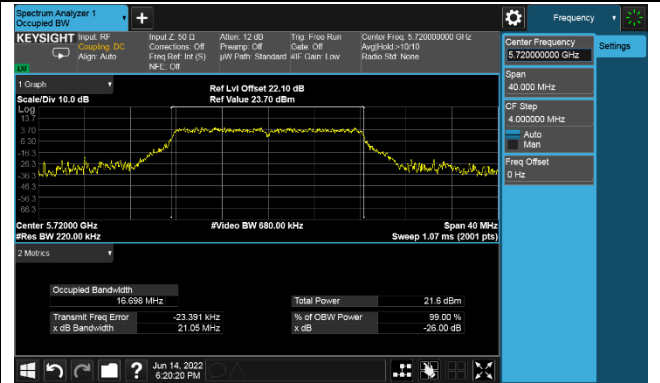 Spectrum Analyzer 1
Occupied BW
+
Frequency
KEYSIGHT
Input: RF
Coupling: DC
Align: Auto
Input Z: 50 Ω
Corrections: Off
Freq Ref: Int (S)
NFE: Off
Atten: 12 dB
Preamp: Off
µW Path: Standard
Trig: Free Run
Gate: Off
#IF Gain: Low
Center Freq: 5.720000000 GHz
Avg|Hold:>10/10
Radio Std: None
LM
Center Frequency
5.720000000 GHz
Settings
Span
40.000 MHz
CF Step
4.000000 MHz
Auto
Man
Freq Offset
0 Hz
1 Graph
Scale/Div 10.0 dB
Ref Lvl Offset 22.10 dB
Ref Value 23.70 dBm
Log
13.7
3.70
-6.30
-16.3
-26.3
-36.3
-46.3
-56.3
-66.3
Center 5.72000 GHz
#Video BW 680.00 kHz
Span 40 MHz
#Res BW 220.00 kHz
Sweep 1.07 ms (2001 pts)
2 Metrics
Occupied Bandwidth
16.698 MHz
Total Power
21.6 dBm
Transmit Freq Error
-23.391 kHz
% of OBW Power
99.00 %
x dB Bandwidth
21.05 MHz
x dB
-26.00 dB
?
Jun 14, 2022
6:20:20 PM